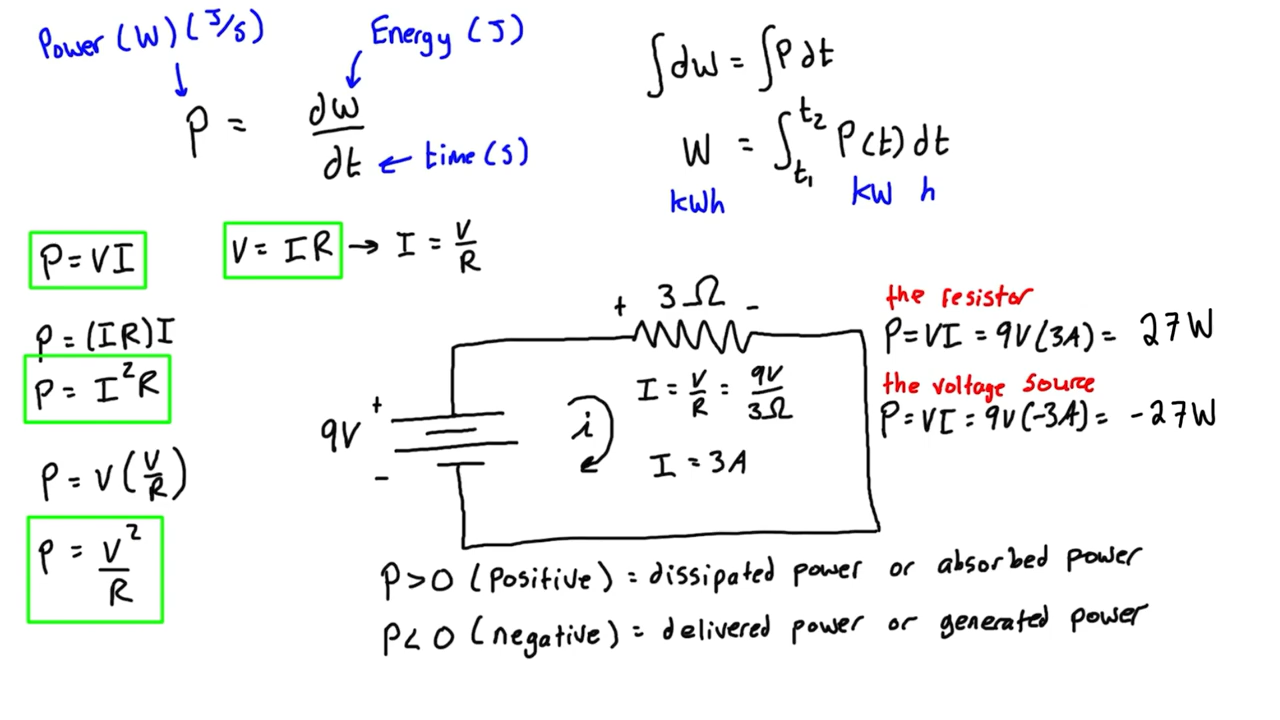 Power (W) (J/s)
Energy (J)
P = dw/dt ← time (s)
∫dw = ∫P dt
W = ∫_{t₁}^{t₂} P(t) dt
kWh kW h
P = VI
V = IR → I = V/R
P = (IR)I
P = I²R
P = V(V/R)
P = V²/R
+ 3Ω -
9V
+
-
i
I = V/R = 9V/3Ω
I = 3A
the resistor
P = VI = 9V(3A) = 27W
the voltage source
P = VI = 9V(-3A) = -27W
P > 0 (positive) = dissipated power or absorbed power
P < 0 (negative) = delivered power or generated power